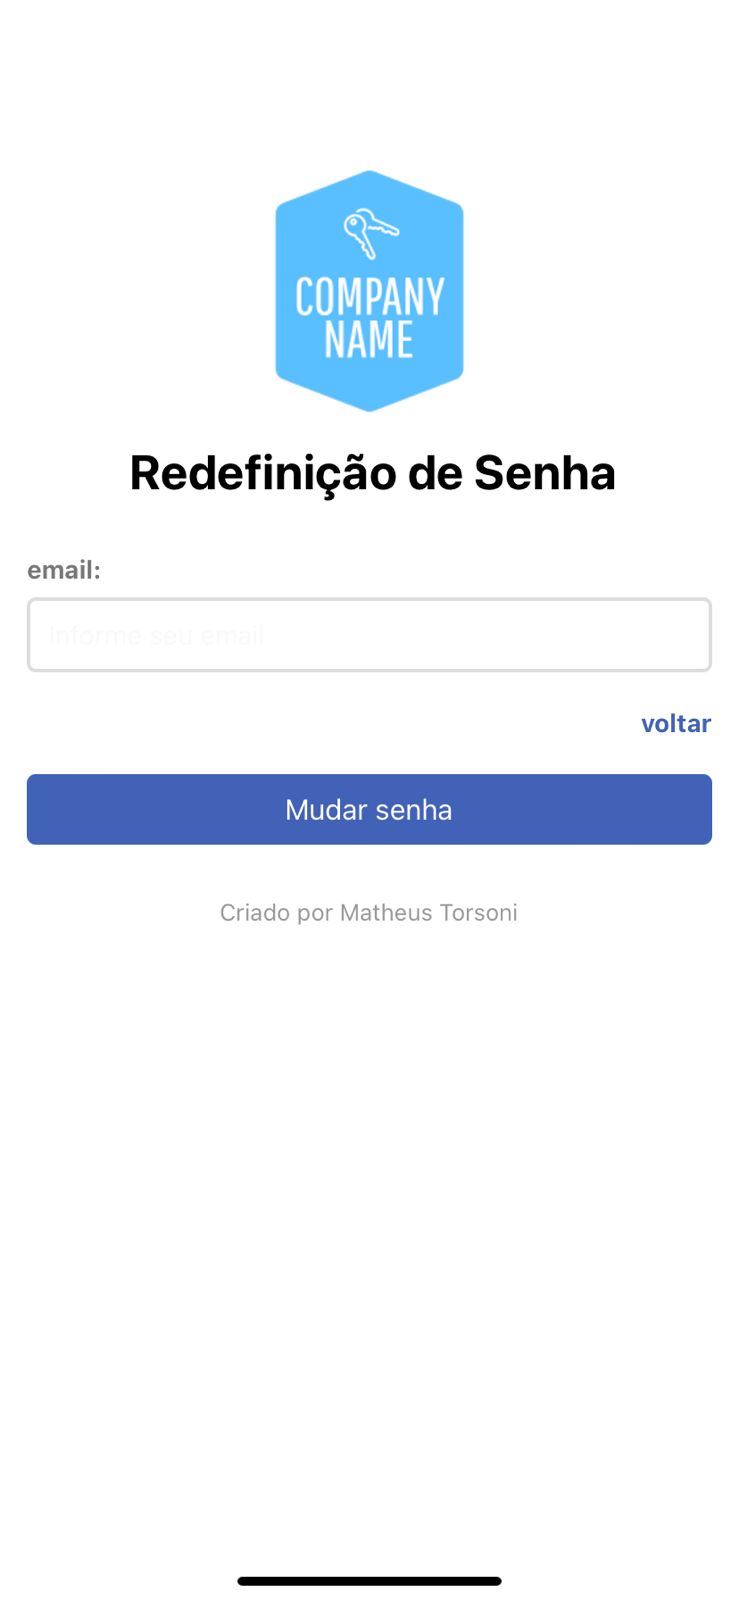 COMPANY
NAME
Redefinição de Senha
email:
Informe seu email
voltar
Mudar senha
Criado por Matheus Torsoni